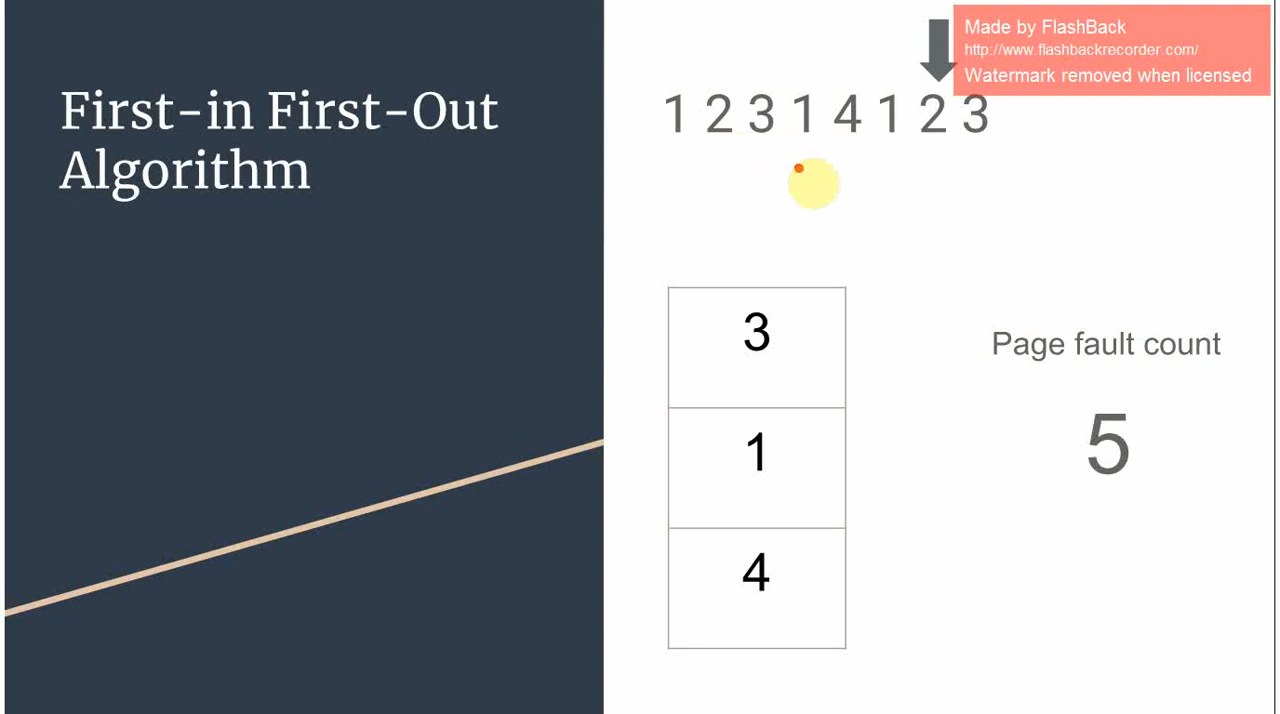 First-in First-Out
Algorithm
Made by FlashBack
http://www.flashbackrecorder.com/
Watermark removed when licensed
1 2 3 1 4 1 2 3
3
1
4
Page fault count
5